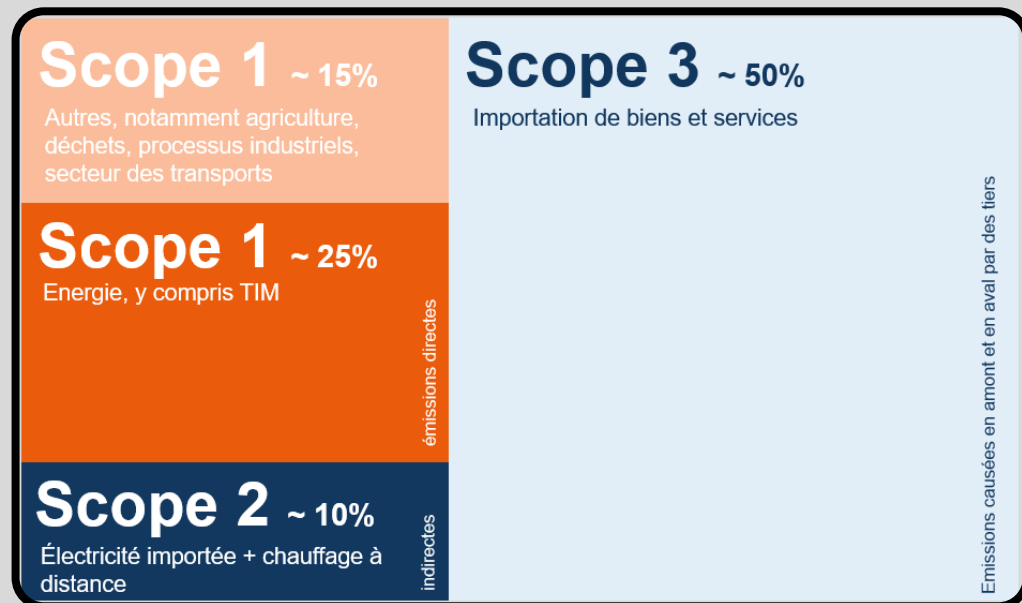 Scope 1 ~ 15%
Autres, notamment agriculture,
déchets, processus industriels,
secteur des transports
Scope 1 ~ 25%
Energie, y compris TIM
émissions directes
Scope 2 ~ 10%
Électricité importée + chauffage à
distance
indirectes
Scope 3 ~ 50%
Importation de biens et services
Emissions causées en amont et en aval par des tiers